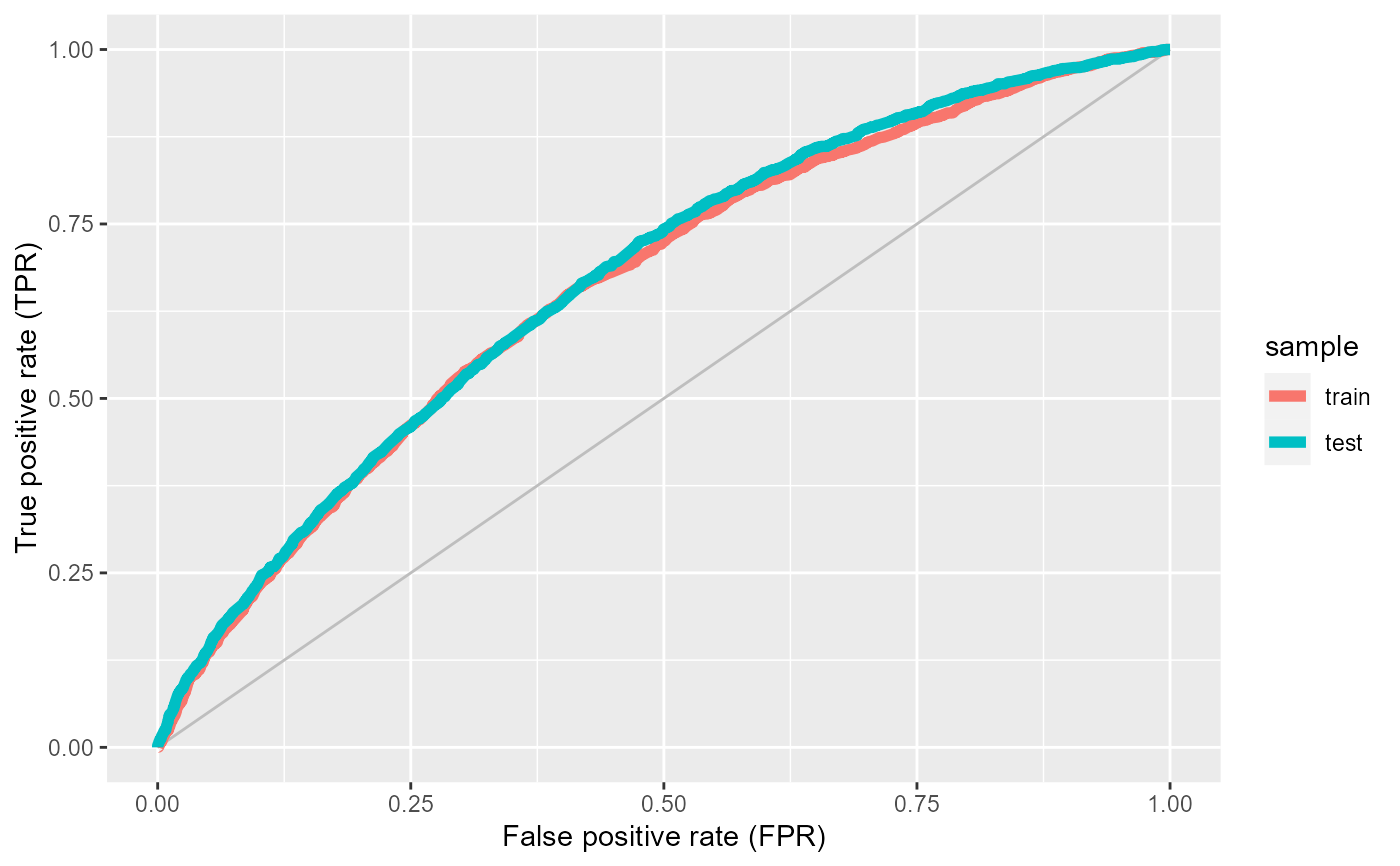 1.00
0.75
0.50
0.25
0.00
True positive rate (TPR)
0.00 0.25 0.50 0.75 1.00
False positive rate (FPR)
sample
train
test